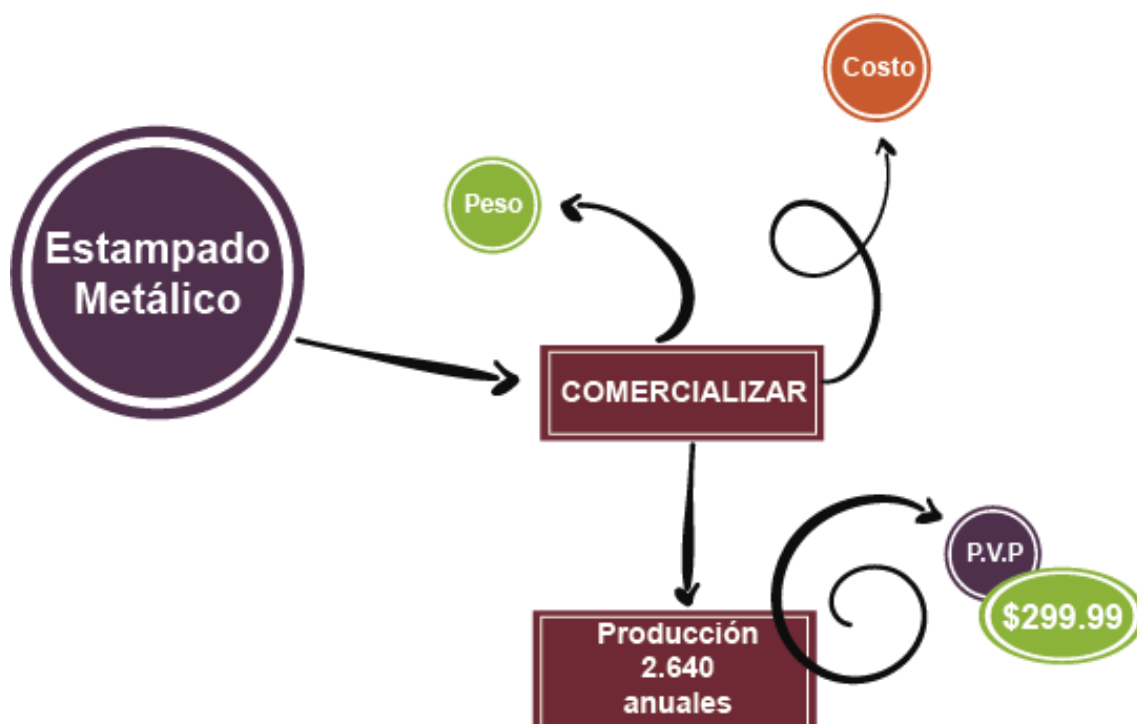 Costo
Peso
Estampado
Metálico
COMERCIALIZAR
P.V.P
$299.99
Producción
2.640
anuales